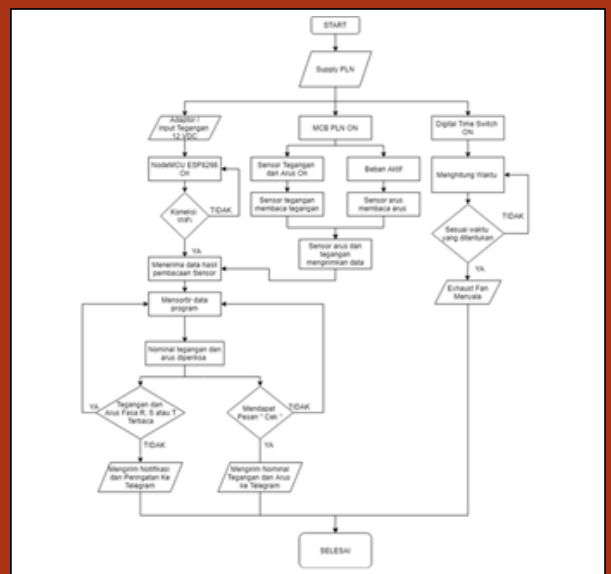 START
Supply PLN
Adaptor /
Input Tegangan
12 VDC
MCB PLN ON
Digital Time Switch
ON
NodeMCU ESP8266
On
Sensor Tegangan
dan Arus On
Beban Aktif
Menghitung Waktu
Koneksi
WiFi
TIDAK
Sensor tegangan
membaca tegangan
Sensor arus
membaca arus
TIDAK
Sesuai waktu
yang ditentukan
YA
Menerima data hasil
pembacaan Sensor
Sensor arus dan
tegangan
mengirimkan data
YA
Exhaust Fan
Menyala
Mensortir data
program
Nominal tegangan dan
arus diperiksa
YA
Tegangan dan
Arus Fasa R, S atau T
Terbaca
Mendapat
Pesan " Cek "
TIDAK
TIDAK
YA
Mengirim Notifikasi
dan Peringatan Ke
Telegram
Mengirim Nominal
Tegangan dan Arus
ke Telegram
SELESAI